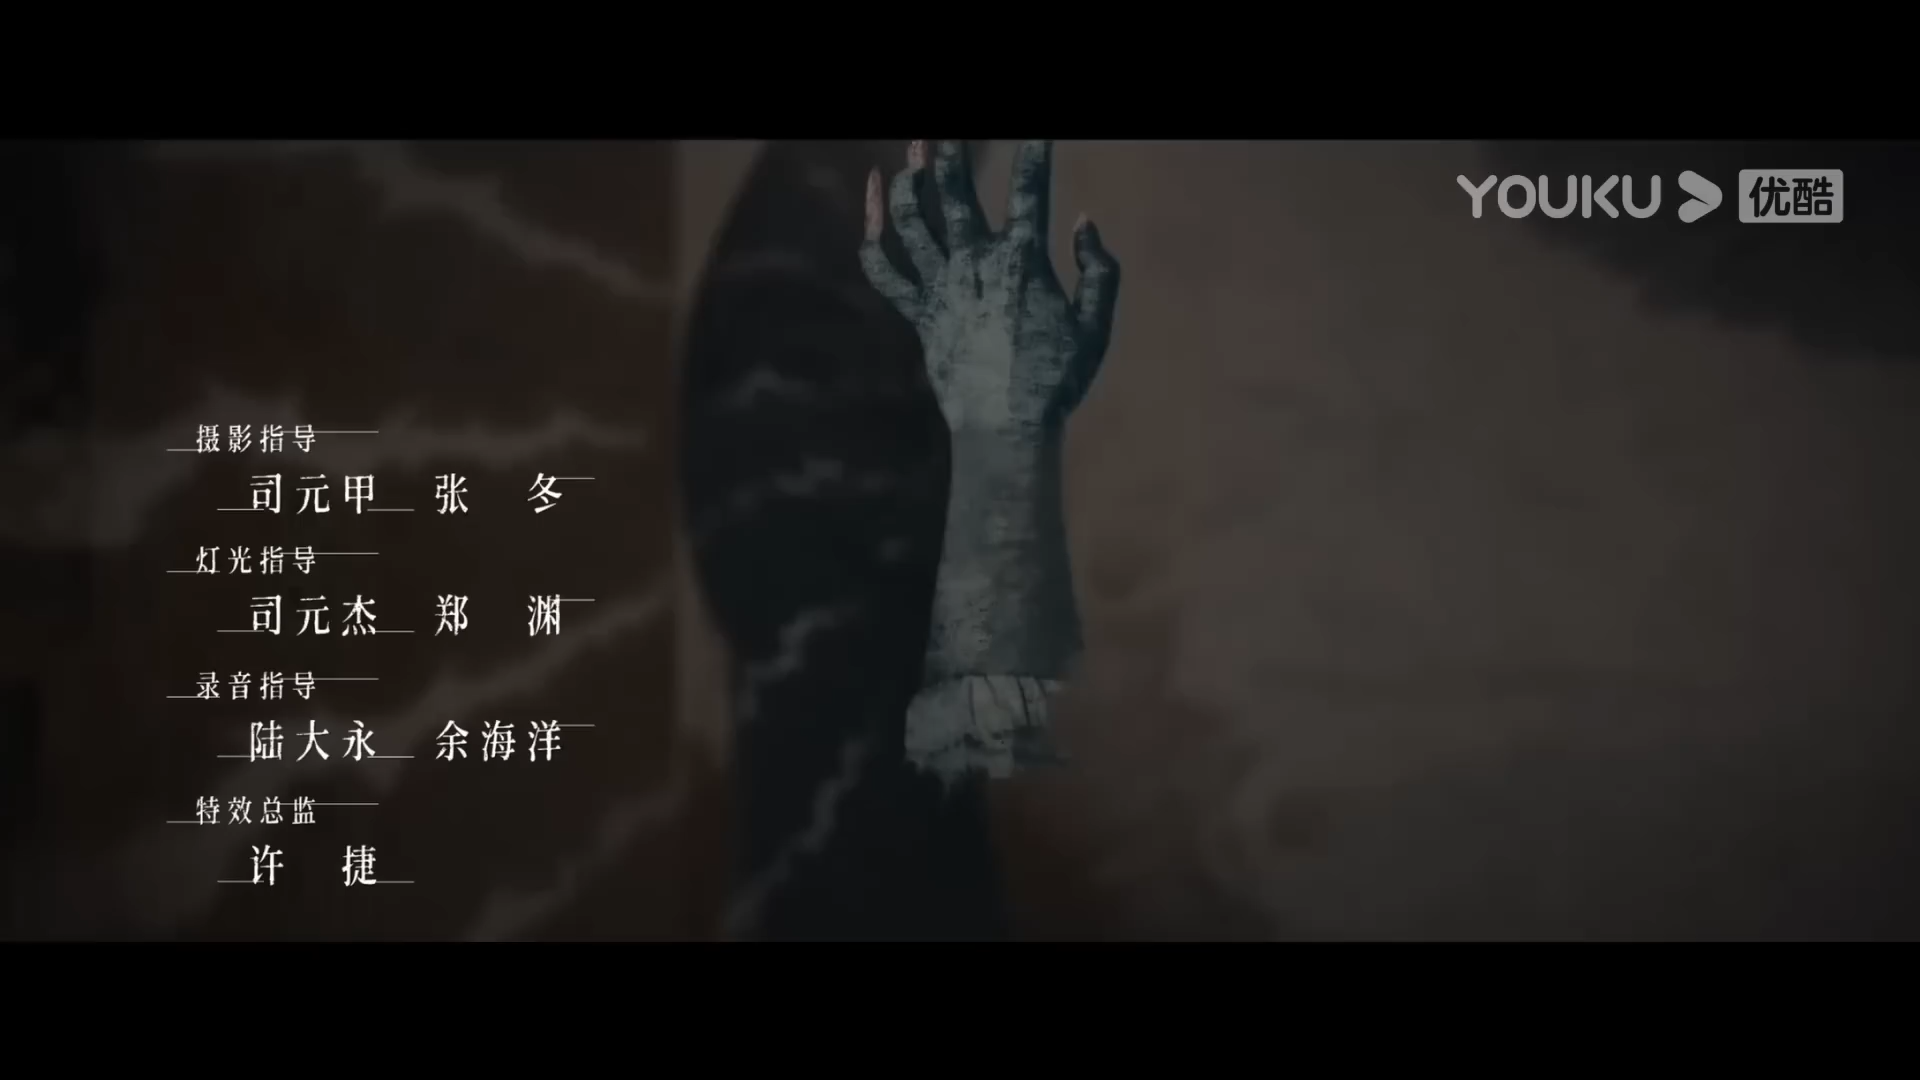 YOUKU 优酷
摄影指导
司元甲 张 冬
灯光指导
司元杰 郑 渊
录音指导
陆大永 余海洋
特效总监
许 捷